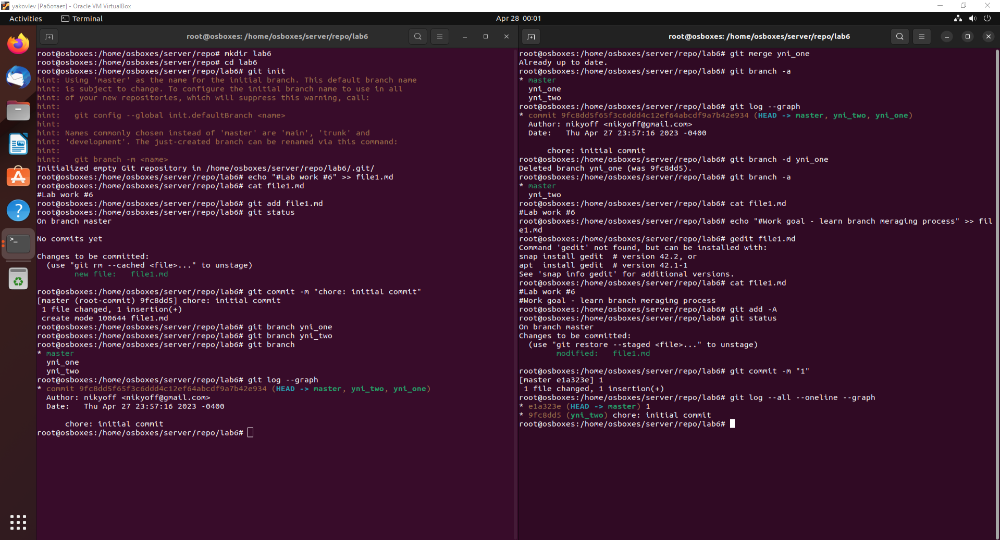 yakovlev [Работает] - Oracle VM VirtualBox
Activities
Terminal
Apr 28 00:01
root@osboxes: /home/osboxes/server/repo/lab6
root@osboxes:/home/osboxes/server/repo# mkdir lab6
root@osboxes:/home/osboxes/server/repo# cd lab6
root@osboxes:/home/osboxes/server/repo/lab6# git init
hint: Using 'master' as the name for the initial branch. This default branch name
hint: is subject to change. To configure the initial branch name to use in all
hint: of your new repositories, which will suppress this warning, call:
hint:
hint:   git config --global init.defaultBranch <name>
hint:
hint: Names commonly chosen instead of 'master' are 'main', 'trunk' and
hint: 'development'. The just-created branch can be renamed via this command:
hint:
hint:   git branch -m <name>
Initialized empty Git repository in /home/osboxes/server/repo/lab6/.git/
root@osboxes:/home/osboxes/server/repo/lab6# echo "#Lab work #6" >> file1.md
root@osboxes:/home/osboxes/server/repo/lab6# cat file1.md
#Lab work #6
root@osboxes:/home/osboxes/server/repo/lab6# git add file1.md
root@osboxes:/home/osboxes/server/repo/lab6# git status
On branch master
No commits yet
Changes to be committed:
  (use "git rm --cached <file>..." to unstage)
        new file:   file1.md
root@osboxes:/home/osboxes/server/repo/lab6# git commit -m "chore: initial commit"
[master (root-commit) 9fc8dd5] chore: initial commit
 1 file changed, 1 insertion(+)
 create mode 100644 file1.md
root@osboxes:/home/osboxes/server/repo/lab6# git branch yni_one
root@osboxes:/home/osboxes/server/repo/lab6# git branch yni_two
root@osboxes:/home/osboxes/server/repo/lab6# git branch
* master
  yni_one
  yni_two
root@osboxes:/home/osboxes/server/repo/lab6# git log --graph
* commit 9fc8dd5f65f3c6ddd4c12ef64abcdf9a7b42e934 (HEAD -> master, yni_two, yni_one)
  Author: nikyoff <nikyoff@gmail.com>
  Date:   Thu Apr 27 23:57:16 2023 -0400
      chore: initial commit
root@osboxes:/home/osboxes/server/repo/lab6#
root@osboxes: /home/osboxes/server/repo/lab6
root@osboxes:/home/osboxes/server/repo/lab6# git merge yni_one
Already up to date.
root@osboxes:/home/osboxes/server/repo/lab6# git branch -a
* master
  yni_one
  yni_two
root@osboxes:/home/osboxes/server/repo/lab6# git log --graph
* commit 9fc8dd5f65f3c6ddd4c12ef64abcdf9a7b42e934 (HEAD -> master, yni_two, yni_one)
  Author: nikyoff <nikyoff@gmail.com>
  Date:   Thu Apr 27 23:57:16 2023 -0400
      chore: initial commit
root@osboxes:/home/osboxes/server/repo/lab6# git branch -d yni_one
Deleted branch yni_one (was 9fc8dd5).
root@osboxes:/home/osboxes/server/repo/lab6# git branch -a
* master
  yni_two
root@osboxes:/home/osboxes/server/repo/lab6# cat file1.md
#Lab work #6
root@osboxes:/home/osboxes/server/repo/lab6# echo "#Work goal - learn branch meraging process" >> fil
e1.md
root@osboxes:/home/osboxes/server/repo/lab6# gedit file1.md
Command 'gedit' not found, but can be installed with:
snap install gedit  # version 42.2, or
apt  install gedit  # version 42.1-1
See 'snap info gedit' for additional versions.
root@osboxes:/home/osboxes/server/repo/lab6# cat file1.md
#Lab work #6
#Work goal - learn branch meraging process
root@osboxes:/home/osboxes/server/repo/lab6# git add -A
root@osboxes:/home/osboxes/server/repo/lab6# git status
On branch master
Changes to be committed:
  (use "git restore --staged <file>..." to unstage)
        modified:   file1.md
root@osboxes:/home/osboxes/server/repo/lab6# git commit -m "1"
[master e1a323e] 1
 1 file changed, 1 insertion(+)
root@osboxes:/home/osboxes/server/repo/lab6# git log --all --oneline --graph
* e1a323e (HEAD -> master) 1
* 9fc8dd5 (yni_two) chore: initial commit
root@osboxes:/home/osboxes/server/repo/lab6#